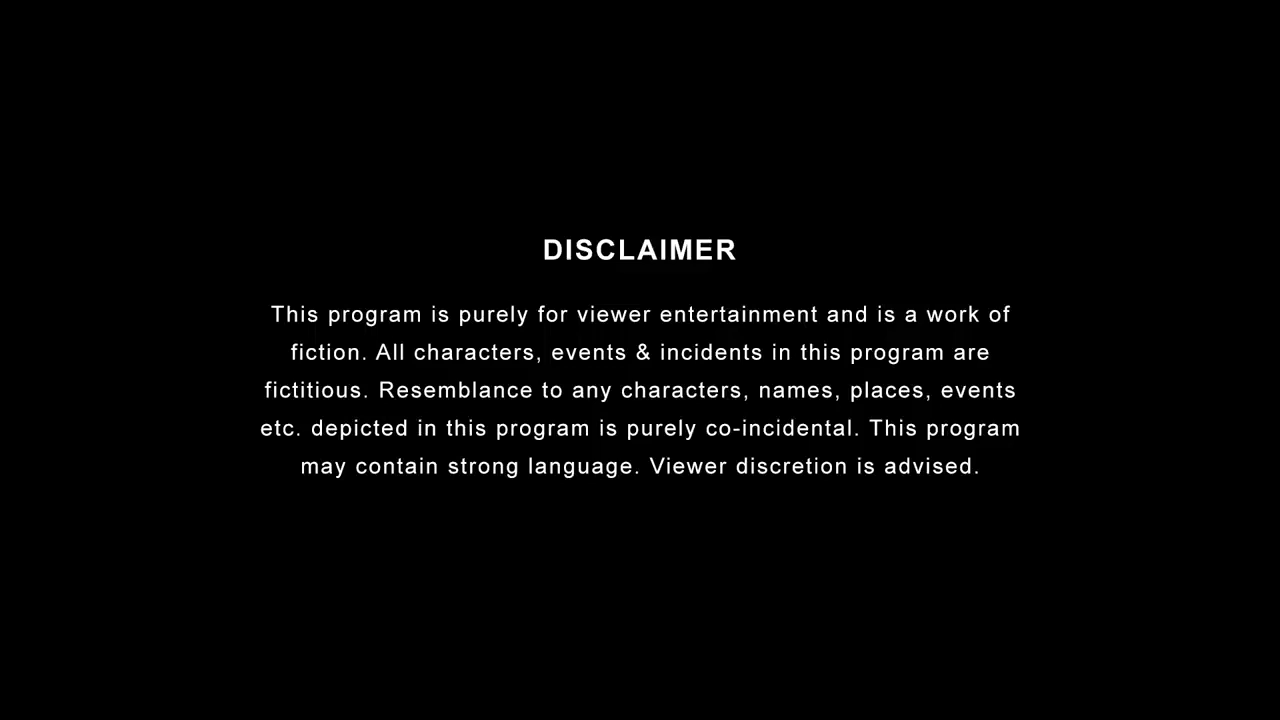 DISCLAIMER
This program is purely for viewer entertainment and is a work of
fiction. All characters, events & incidents in this program are
fictitious. Resemblance to any characters, names, places, events
etc. depicted in this program is purely co-incidental. This program
may contain strong language. Viewer discretion is advised.